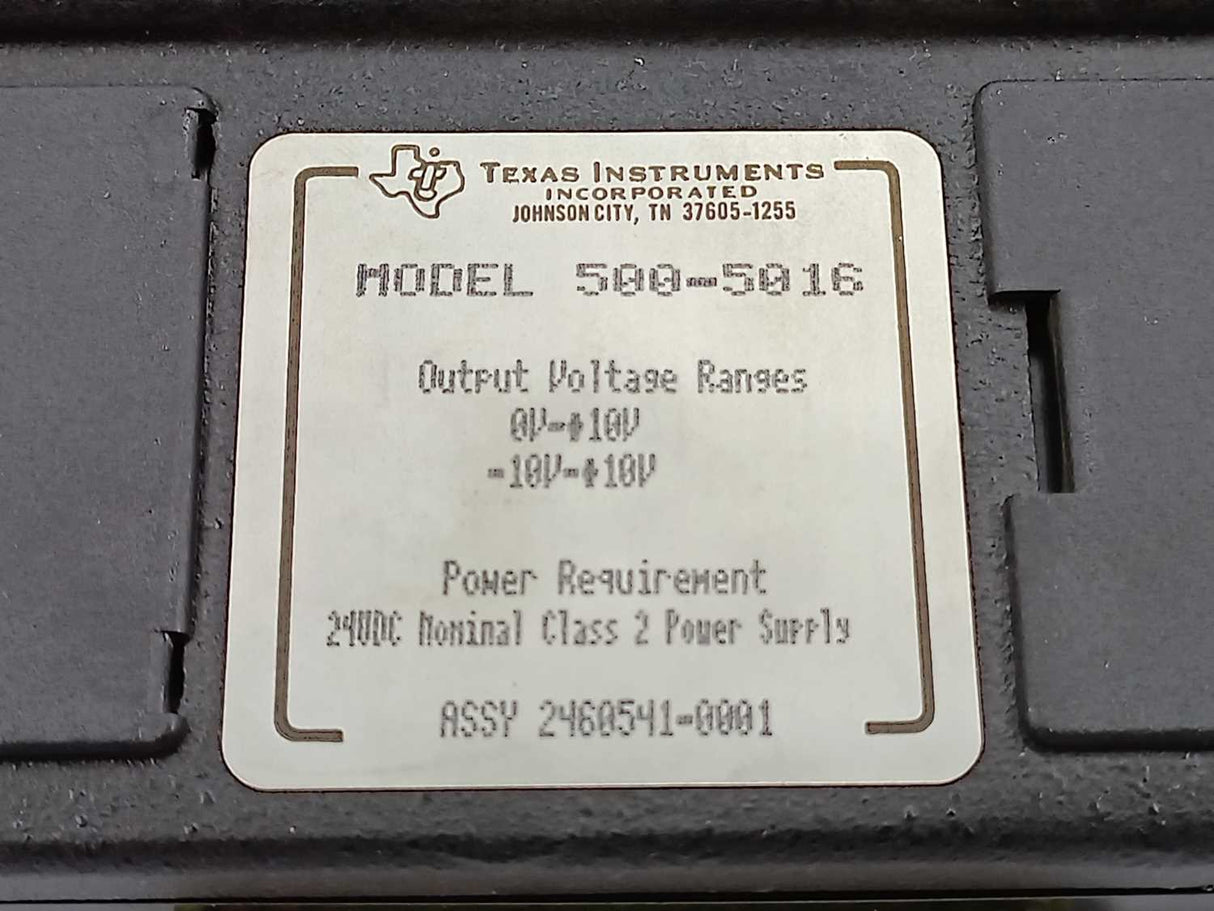 TEXAS INSTRUMENTS
INCORPORATED
JOHNSON CITY, TN 37605-1255
MODEL 500-5016
Output Voltage Ranges
0V-+10V
-10V-+10V
Power Requirement
24VDC Nominal Class 2 Power Supply
ASSY 2460541-0001